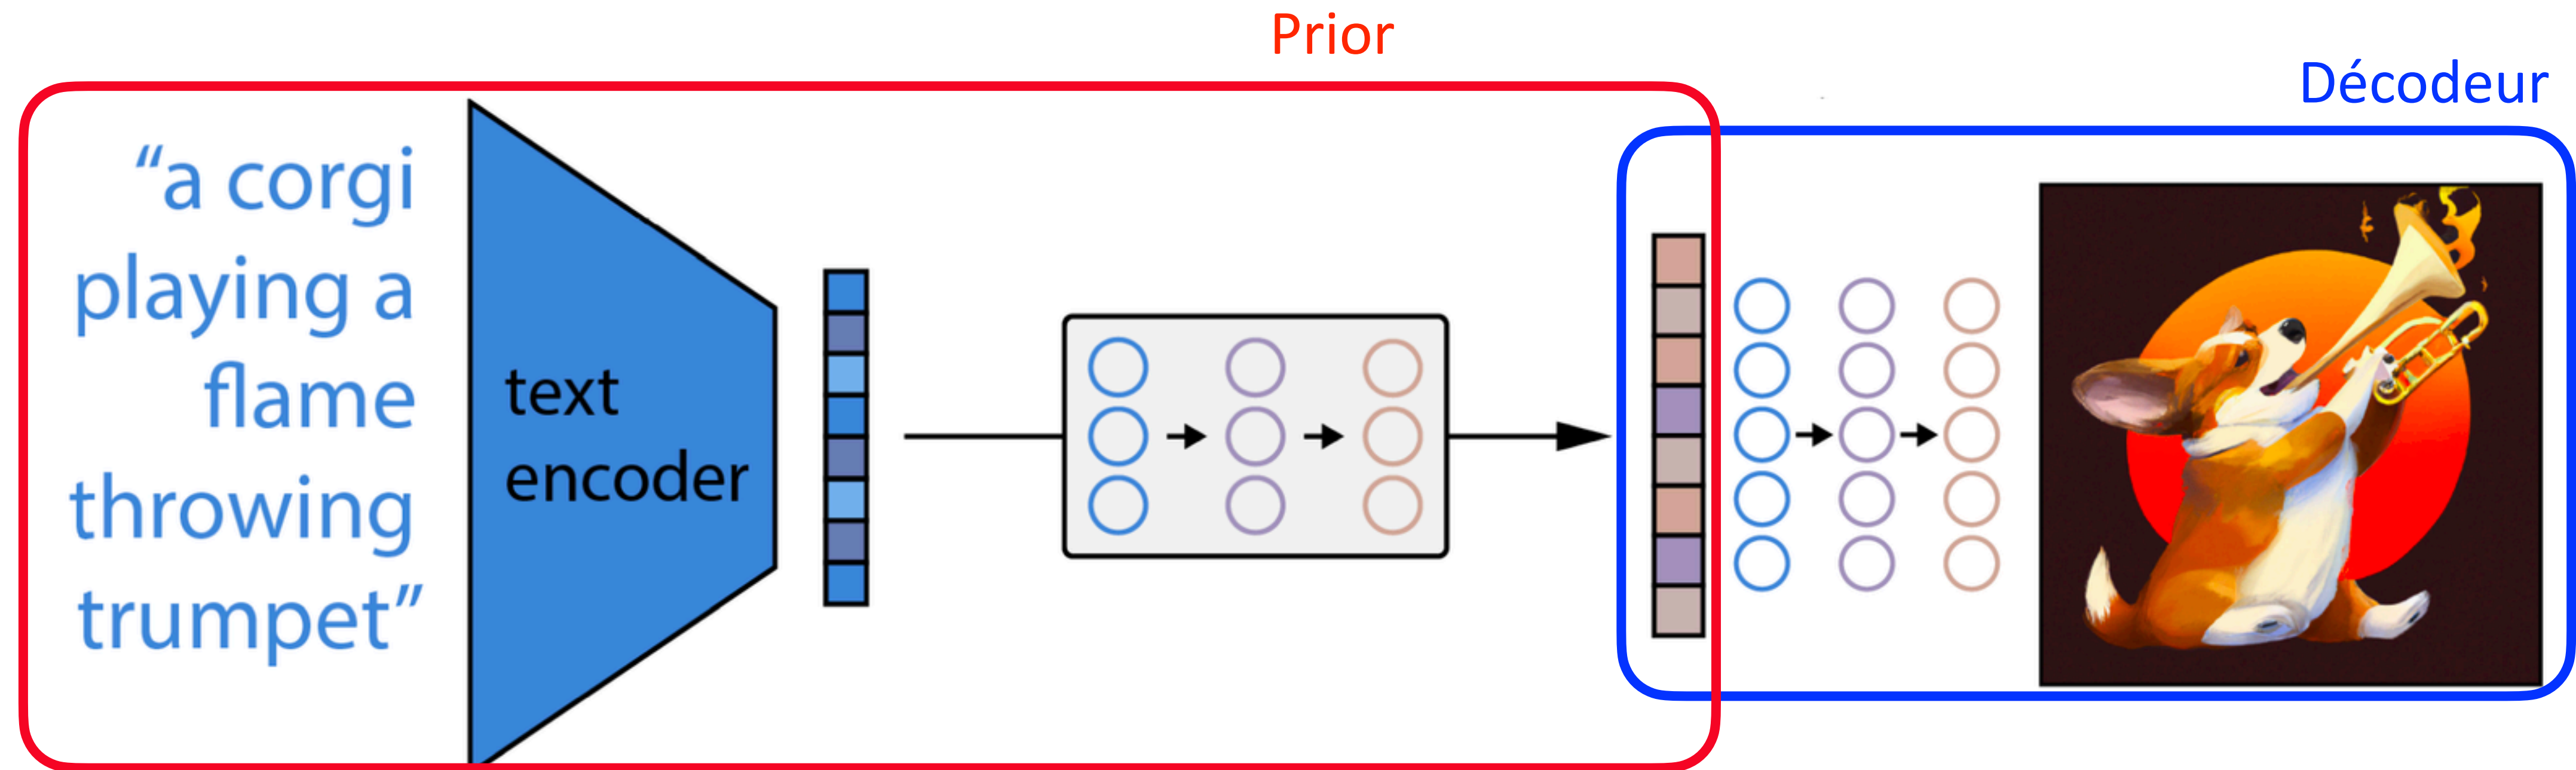 Prior
Décodeur
“a corgi
playing a
flame
throwing
trumpet”
text
encoder